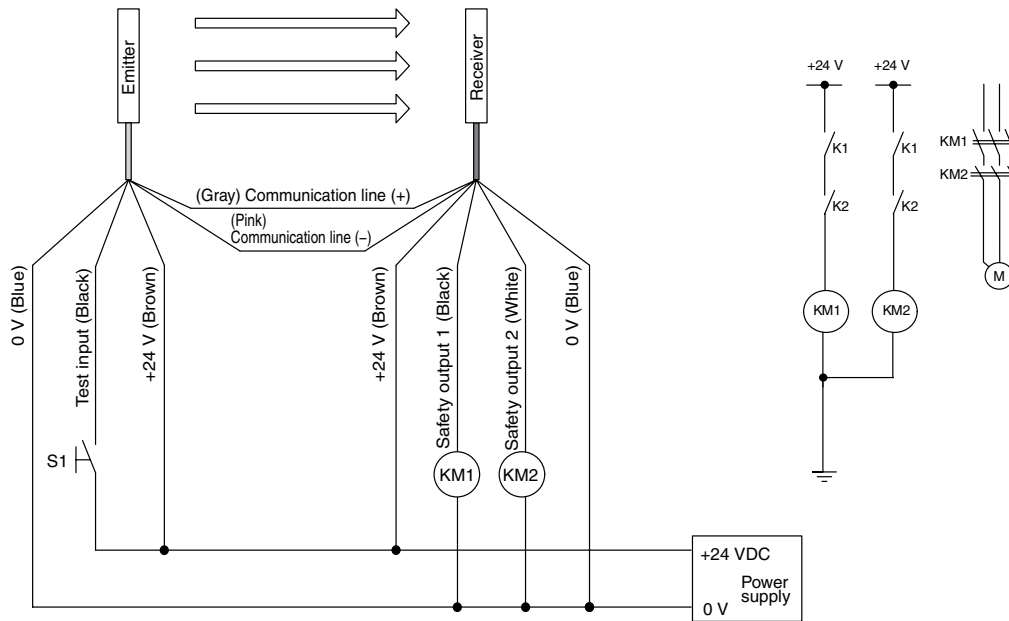 Emitter
Receiver
(Gray) Communication line (+)
(Pink)
Communication line (–)
0 V (Blue)
Test input (Black)
+24 V (Brown)
+24 V (Brown)
Safety output 1 (Black)
Safety output 2 (White)
0 V (Blue)
S1
KM1
KM2
+24 VDC
Power
supply
0 V
+24 V
+24 V
K1
K1
K2
K2
KM1
KM2
KM1
KM2
M